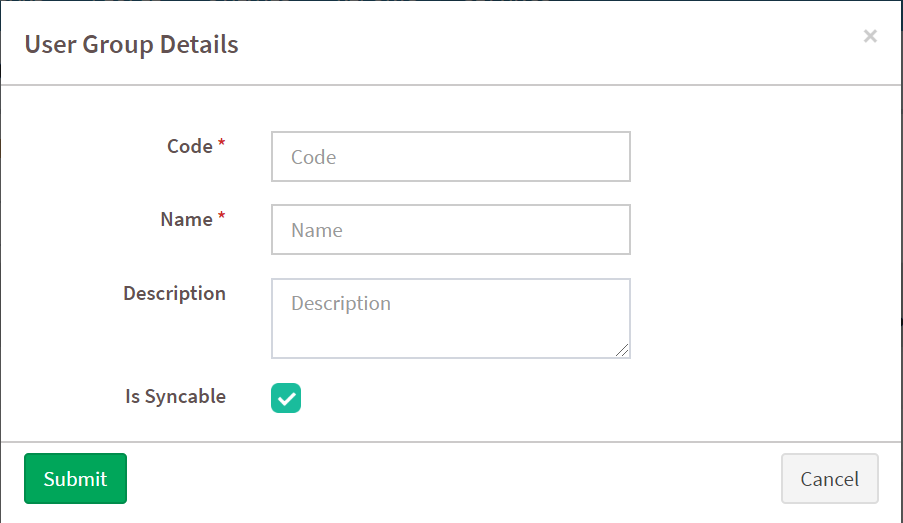 User Group Details
×
Code *
Code
Name *
Name
Description
Description
Is Syncable
Submit
Cancel